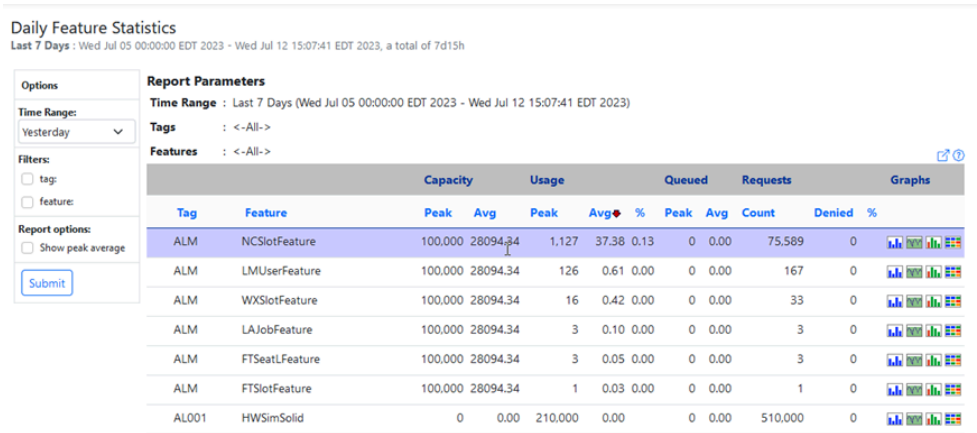 Daily Feature Statistics
Last 7 Days : Wed Jul 05 00:00:00 EDT 2023 - Wed Jul 12 15:07:41 EDT 2023, a total of 7d15h
Options
Time Range:
Yesterday
Filters:
tag:
feature:
Report options:
Show peak average
Submit
Report Parameters
Time Range : Last 7 Days (Wed Jul 05 00:00:00 EDT 2023 - Wed Jul 12 15:07:41 EDT 2023)
Tags : <-All->
Features : <-All->
Capacity Usage Queued Requests Graphs
Tag Feature Peak Avg Peak Avg % Peak Avg Count Denied %
ALM NCSlotFeature 100,000 28094.34 1,127 37.38 0.13 0 0.00 75,589 0
ALM LMUserFeature 100,000 28094.34 126 0.61 0.00 0 0.00 167 0
ALM WXSlotFeature 100,000 28094.34 16 0.42 0.00 0 0.00 33 0
ALM LAJobFeature 100,000 28094.34 3 0.10 0.00 0 0.00 3 0
ALM FTSeatLFeature 100,000 28094.34 3 0.05 0.00 0 0.00 3 0
ALM FTSlotFeature 100,000 28094.34 1 0.03 0.00 0 0.00 1 0
AL001 HWSimSolid 0 0.00 210,000 0.00 0 0.00 510,000 0